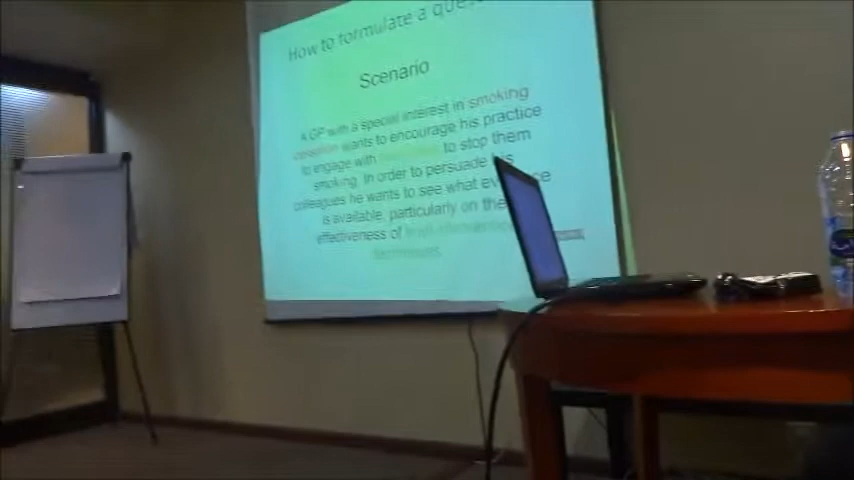 How to formulate a
Scenario
A GP with a special interest in smoking
cessation wants to encourage his practice
to engage with to stop them
smoking. In order to persuade his
colleagues he wants to see what evidence
is available, particularly on the
effectiveness of